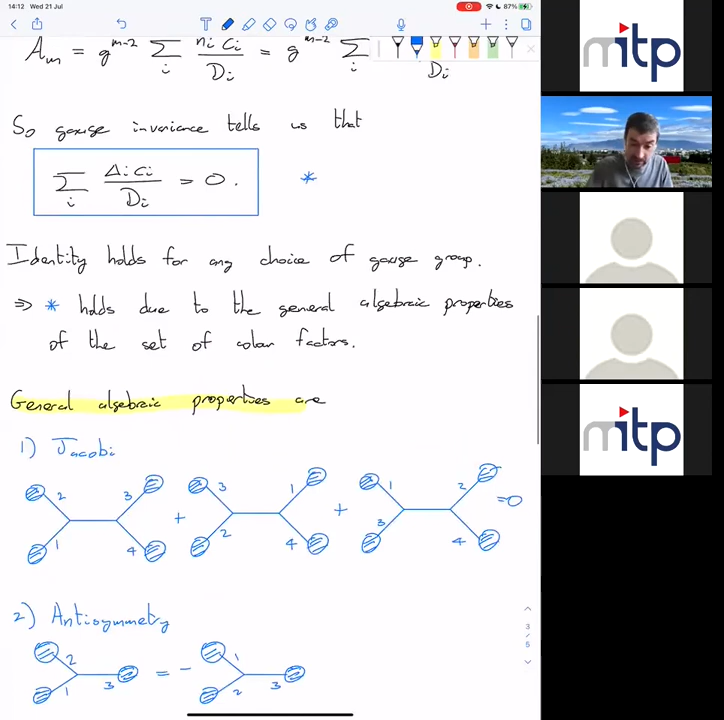 14:12 Wed 21 Jul
87%
A_m = g^{m-2} Σ_i n_i c_i / D_i = g^{m-2} Σ_i D_i
So gauge invariance tells us that
Σ_i Δ_i c_i / D_i = 0. *
Identity holds for any choice of gauge group.
⇒ * holds due to the general algebraic properties
of the set of colour factors.
General algebraic properties are
1) Jacobi
2 3 3 1 1 2
+ + =0
1 4 2 4 3 4
2) Antisymmetry
2 1
= -
1 3 2 3
3
/
5
mitp
mitp